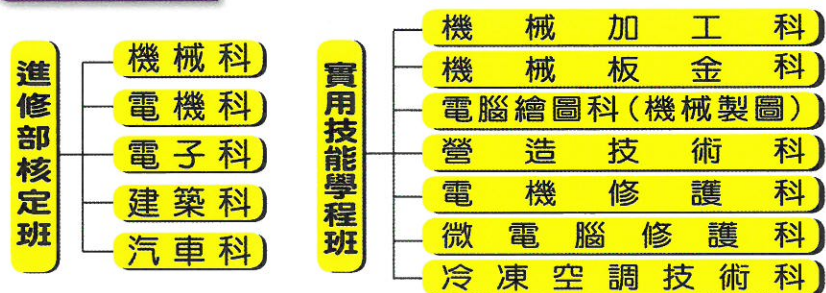 進修部核定班
機械科
電機科
電子科
建築科
汽車科
實用技能學程班
機械加工科
機械板金科
電腦繪圖科(機械製圖)
營造技術科
電機修護科
微電腦修護科
冷凍空調技術科